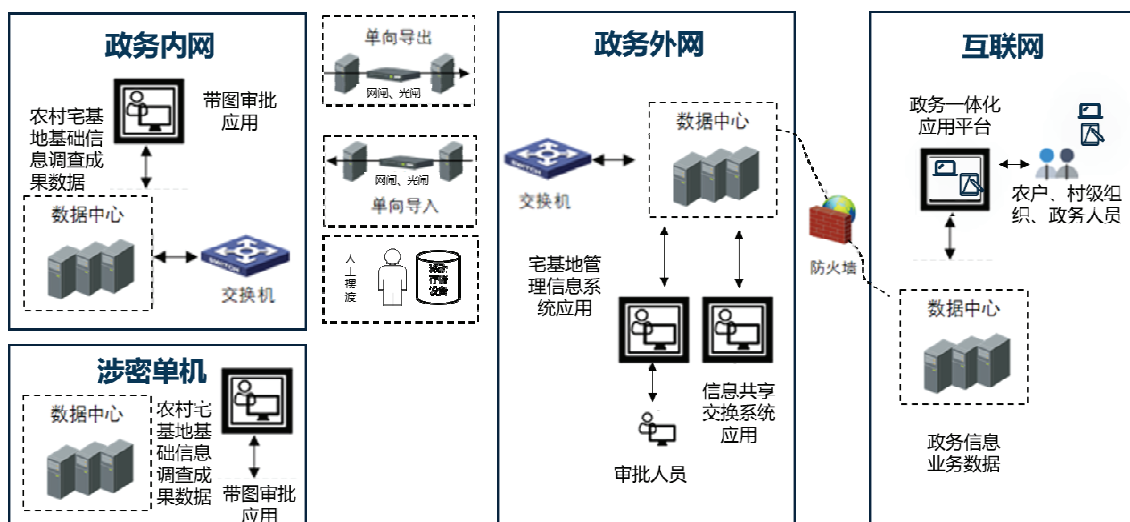 政务内网
农村宅基
地基础信
息调查成
果数据
带图审批
应用
数据中心
SWITCH
交换机
涉密单机
数据中心
农村宅
基地基
础信息
调查成
果数据
带图审批
应用
单向导出
网闸、光闸
网闸、光闸
单向导入
人工摆渡
存储
设备
政务外网
SWITCH
交换机
数据中心
宅基地管
理信息系
统应用
信息共享
交换系统
应用
审批人员
防火墙
互联网
政务一体化
应用平台
农户、村级组
织、政务人员
数据中心
政务信息
业务数据